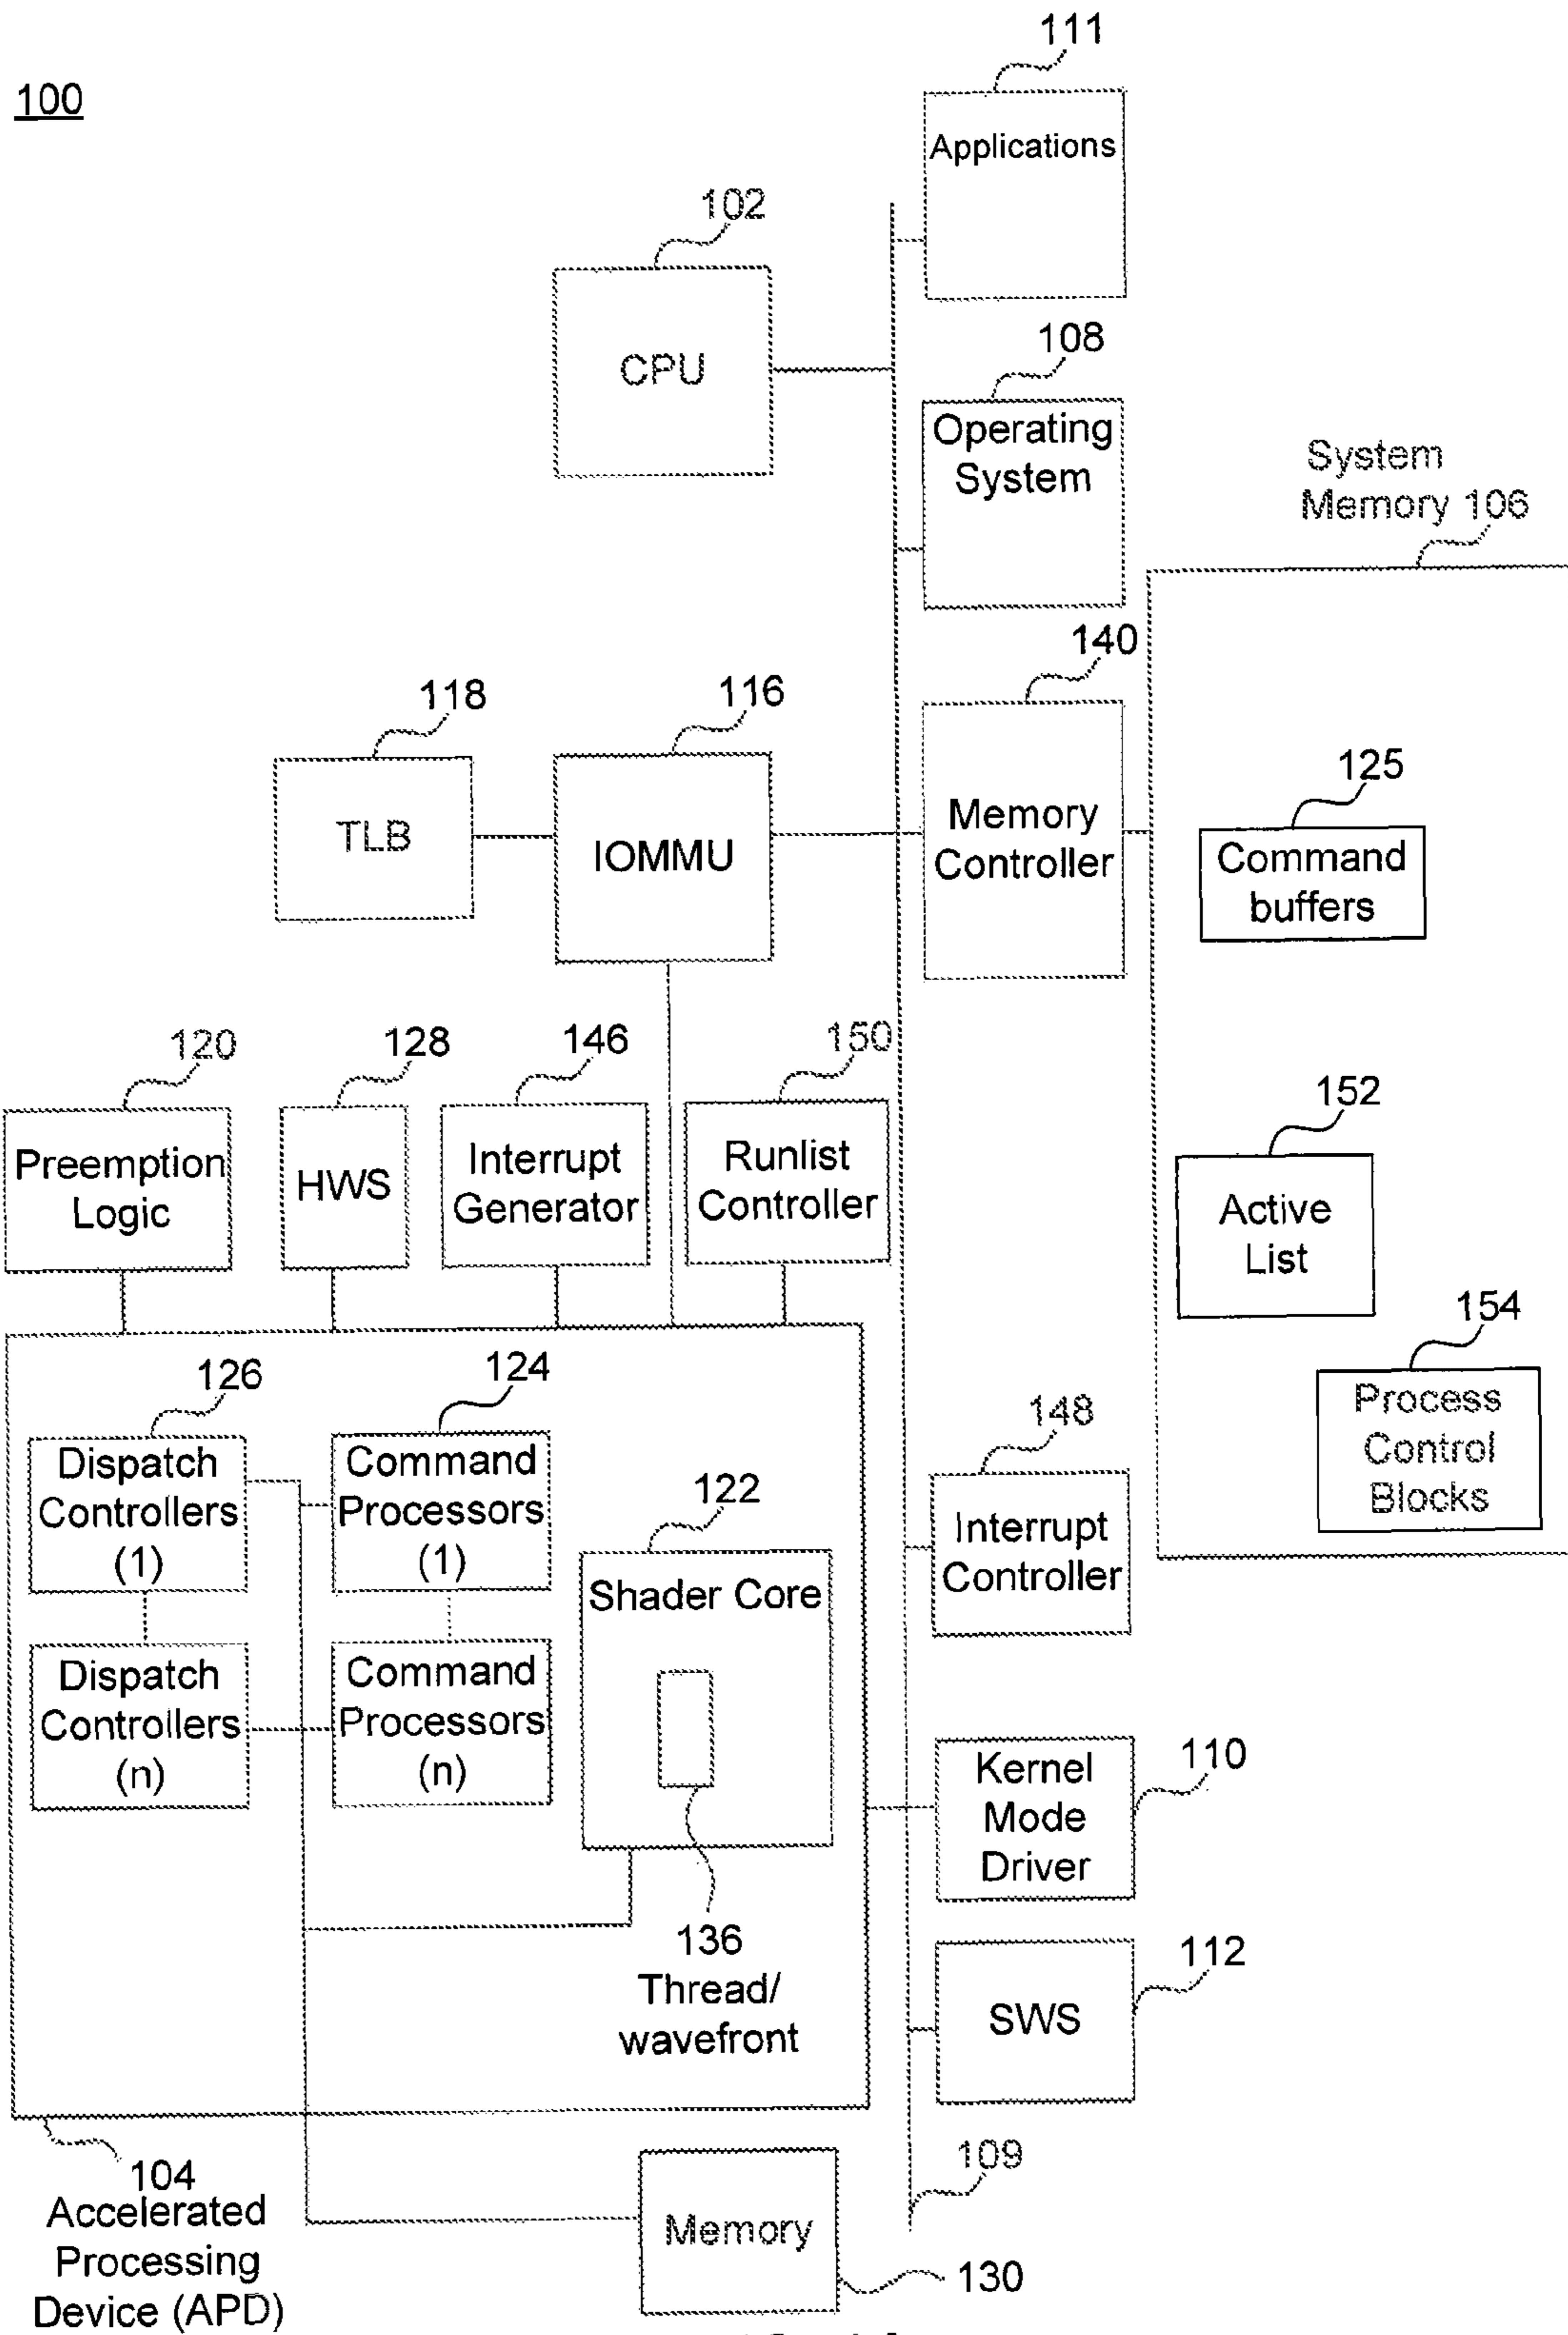 111
100
Applications
102
108
CPU
Operating
System
System
Memory 106
140
118
116
125
TLB
IOMMU
Memory
Controller
Command
buffers
120
128
146
150
152
Preemption
Logic
HWS
Interrupt
Generator
Runlist
Controller
Active
List
154
126
124
148
Process
Control
Blocks
Dispatch
Controllers
(1)
Command
Processors
(1)
122
Shader Core
Interrupt
Controller
Dispatch
Controllers
(n)
Command
Processors
(n)
110
Kernel
Mode
Driver
136
Thread/
wavefront
112
SWS
109
104
Accelerated
Processing
Device (APD)
Memory
130